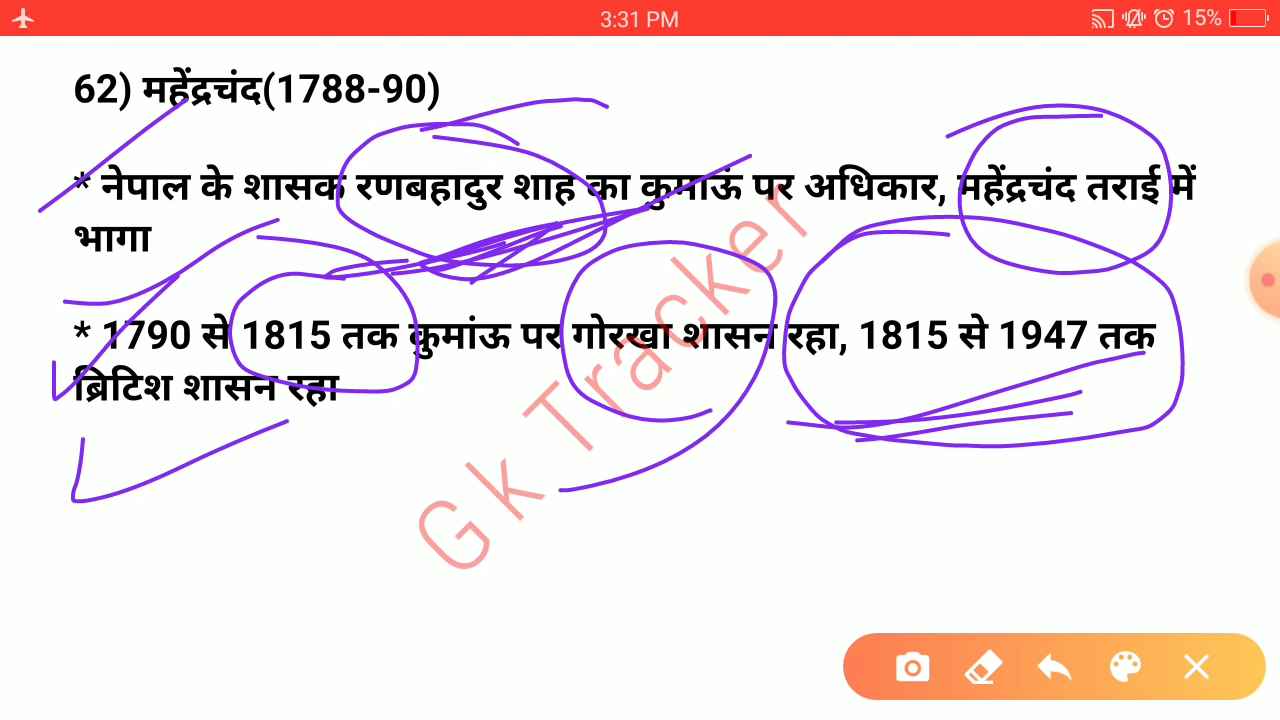 3:31 PM
15%
62) महेंद्रचंद(1788-90)
* नेपाल के शासक रणबहादुर शाह का कुमाऊं पर अधिकार, महेंद्रचंद तराई में
भागा
* 1790 से 1815 तक कुमांऊ पर गोरखा शासन रहा, 1815 से 1947 तक
ब्रिटिश शासन रहा
Gk Tracker